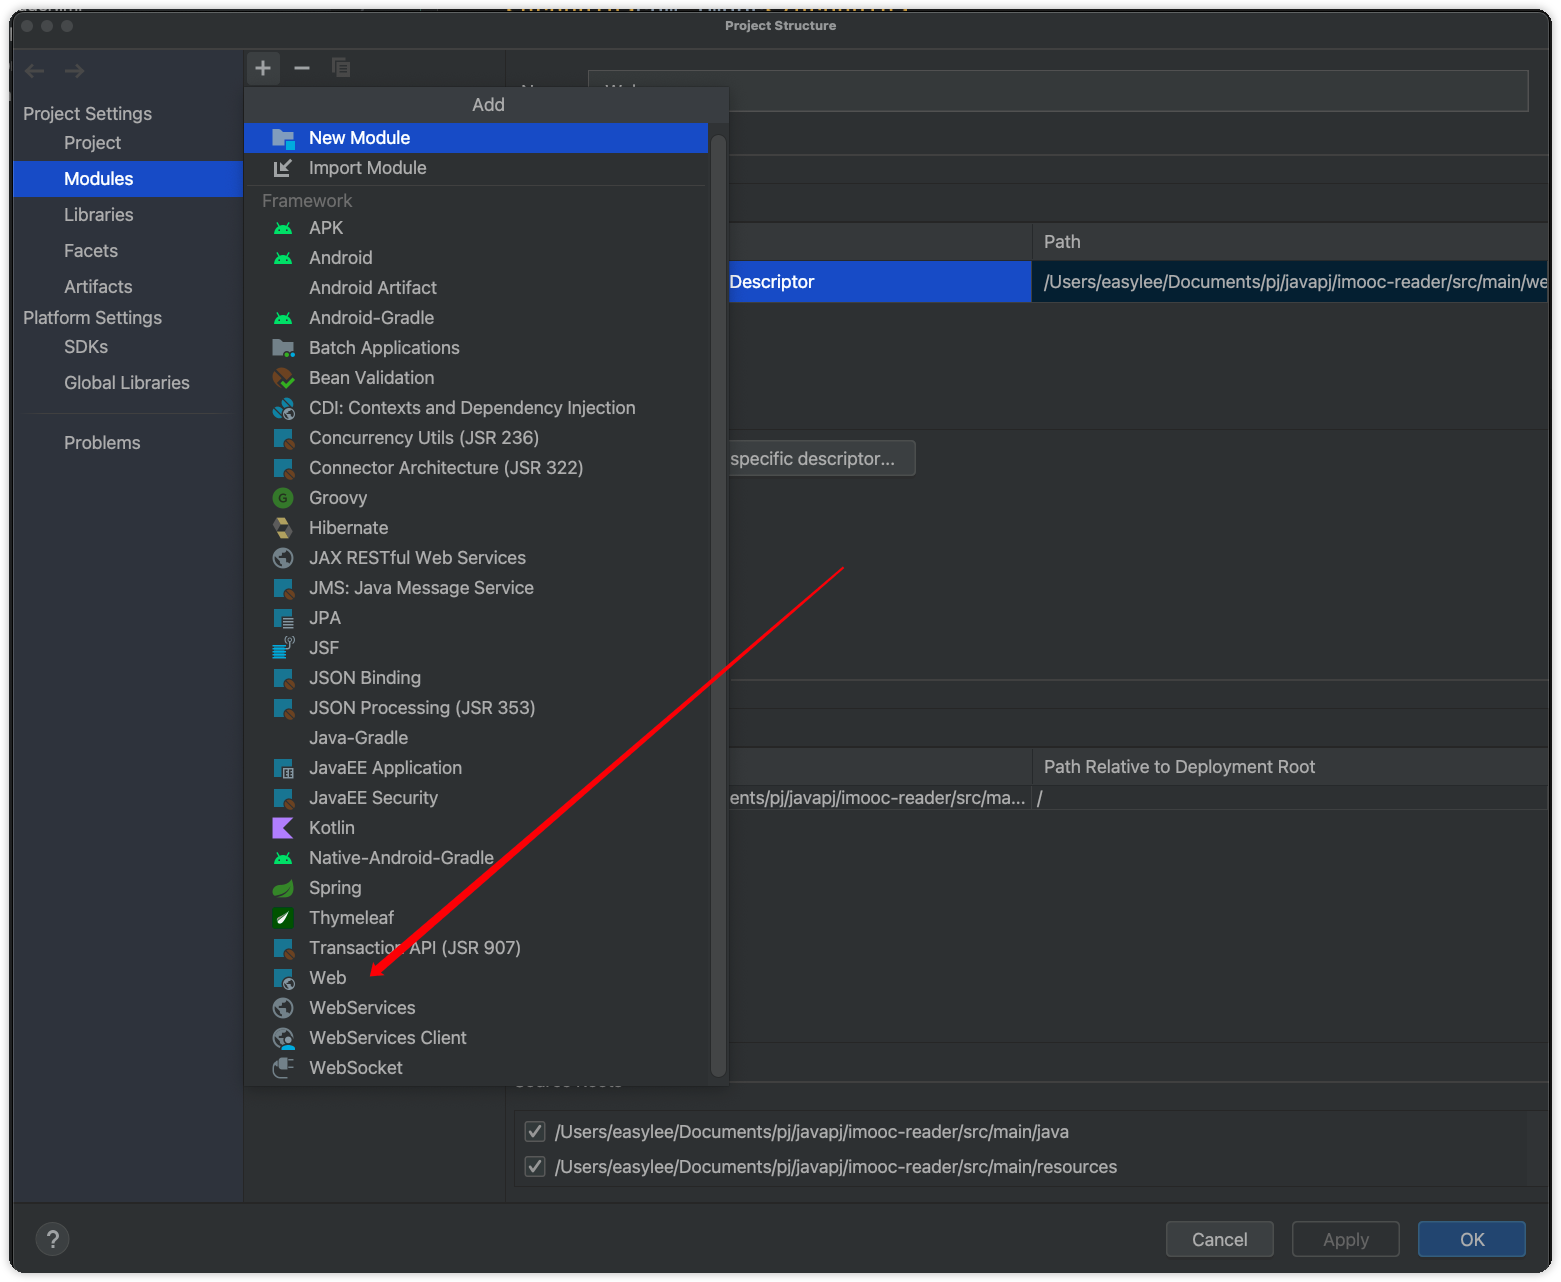 Project Structure
Project Settings
Project
Modules
Libraries
Facets
Artifacts
Platform Settings
SDKs
Global Libraries
Problems
Add
New Module
Import Module
Framework
APK
Android
Android Artifact
Android-Gradle
Batch Applications
Bean Validation
CDI: Contexts and Dependency Injection
Concurrency Utils (JSR 236)
Connector Architecture (JSR 322)
Groovy
Hibernate
JAX RESTful Web Services
JMS: Java Message Service
JPA
JSF
JSON Binding
JSON Processing (JSR 353)
Java-Gradle
JavaEE Application
JavaEE Security
Kotlin
Native-Android-Gradle
Spring
Thymeleaf
Transaction API (JSR 907)
Web
WebServices
WebServices Client
WebSocket
Path
Descriptor
/Users/easylee/Documents/pj/javapj/imooc-reader/src/main/we
specific descriptor...
Path Relative to Deployment Root
ents/pj/javapj/imooc-reader/src/ma... /
/Users/easylee/Documents/pj/javapj/imooc-reader/src/main/java
/Users/easylee/Documents/pj/javapj/imooc-reader/src/main/resources
?
Cancel
Apply
OK